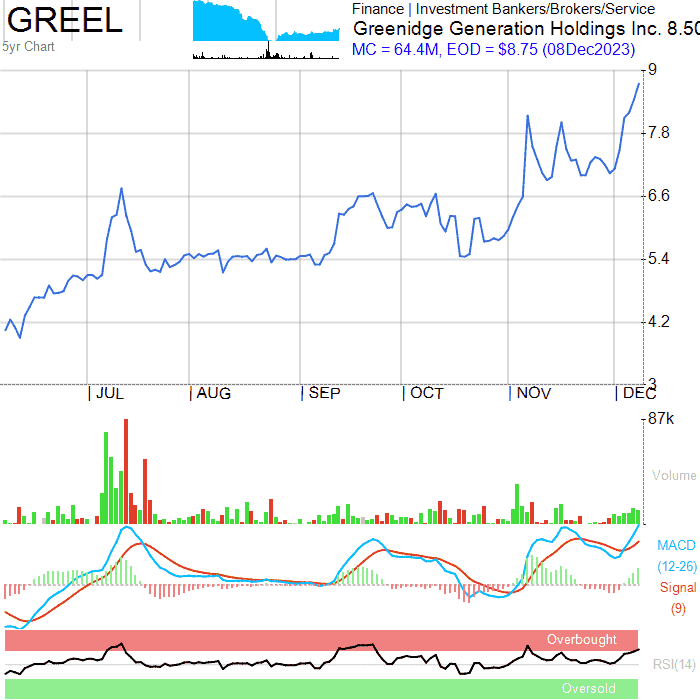 GREEL
5yr Chart
Finance | Investment Bankers/Brokers/Service
Greenidge Generation Holdings Inc. 8.50
MC = 64.4M, EOD = $8.75 (08Dec2023)
9
7.8
6.6
5.4
4.2
3
JUL AUG SEP OCT NOV DEC
87k
Volume
MACD
(12-26)
Signal
(9)
Overbought
RSI(14)
Oversold